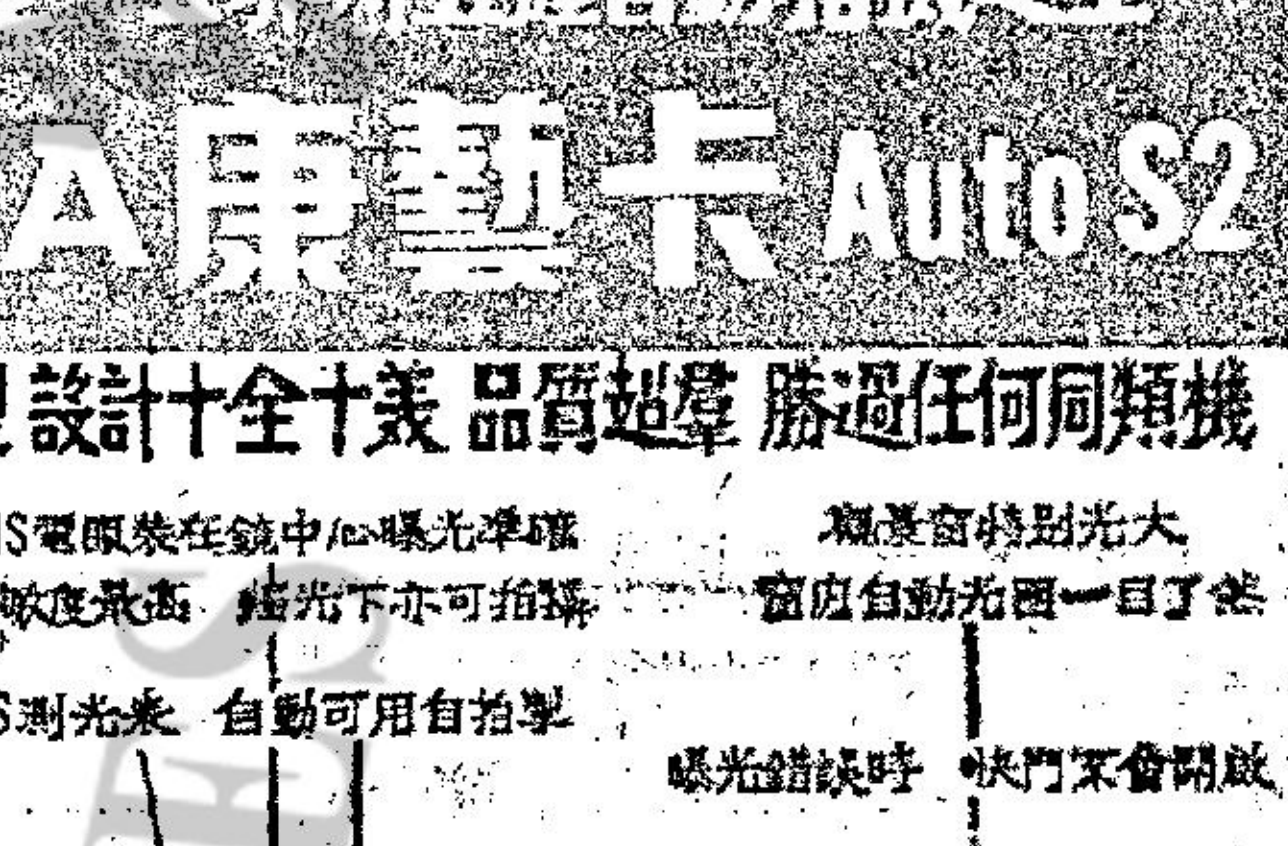 A康藝卡 Auto S2
設計十全十美 品質超羣 勝過任何同類機
S電眼裝在鏡中心曝光準確
敏度最高 燭光下亦可拍攝
S測光表 自動可用自拍掣
觀景窗特別光大
窗內自動光圈一目了然
曝光錯誤時 快門不會開啟